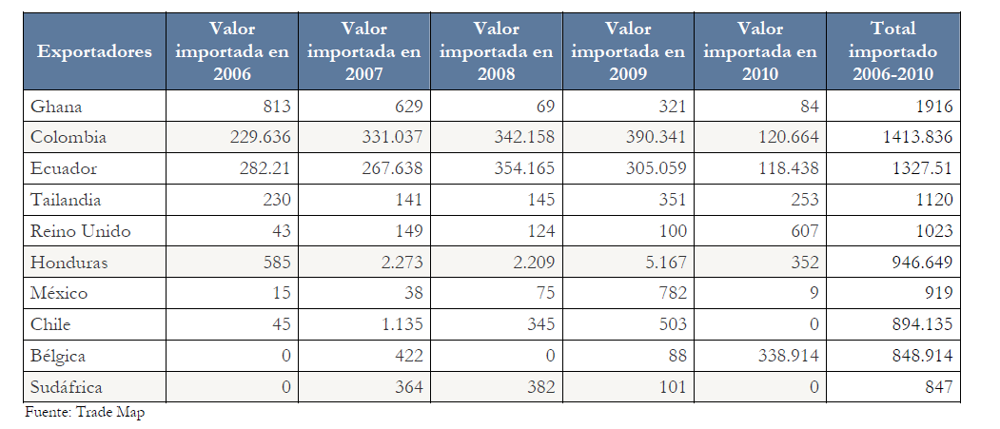 Exportadores Valor importada en 2006 Valor importada en 2007 Valor importada en 2008 Valor importada en 2009 Valor importada en 2010 Total importado 2006-2010
Ghana 813 629 69 321 84 1916
Colombia 229.636 331.037 342.158 390.341 120.664 1413.836
Ecuador 282.21 267.638 354.165 305.059 118.438 1327.51
Tailandia 230 141 145 351 253 1120
Reino Unido 43 149 124 100 607 1023
Honduras 585 2.273 2.209 5.167 352 946.649
México 15 38 75 782 9 919
Chile 45 1.135 345 503 0 894.135
Bélgica 0 422 0 88 338.914 848.914
Sudáfrica 0 364 382 101 0 847
Fuente: Trade Map